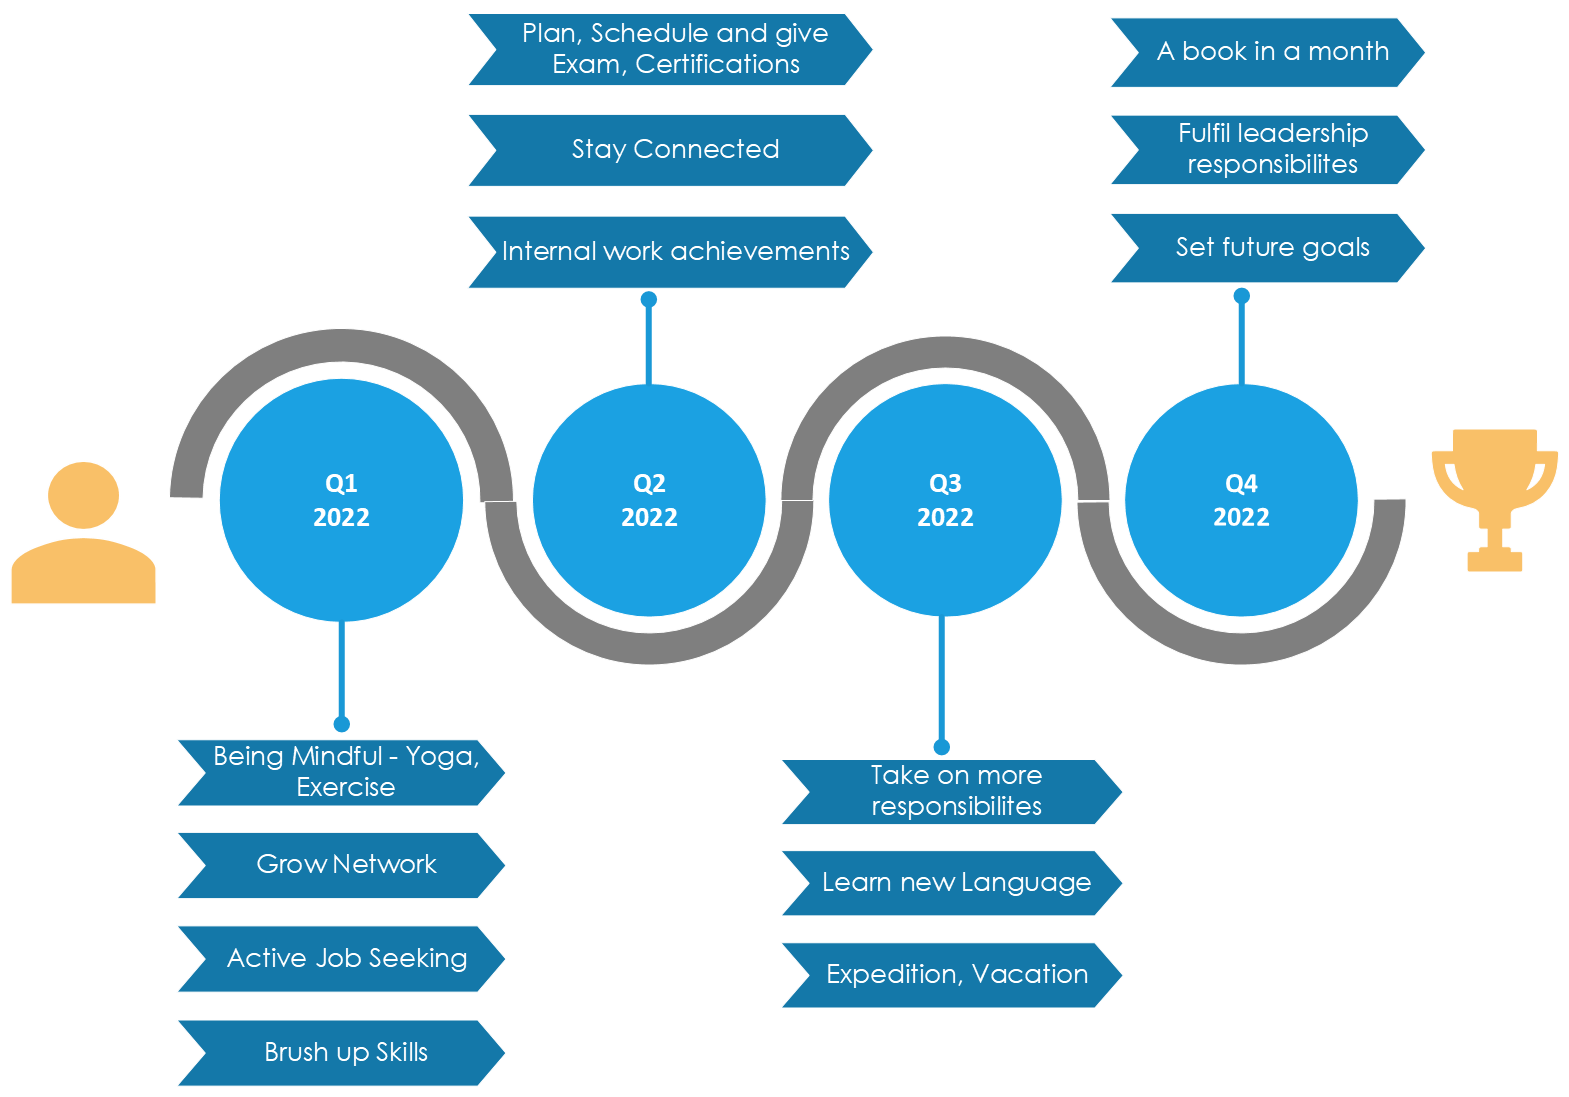 Plan, Schedule and give
Exam, Certifications
Stay Connected
Internal work achievements
A book in a month
Fulfil leadership
responsibilites
Set future goals
Q1
2022
Q2
2022
Q3
2022
Q4
2022
Being Mindful - Yoga,
Exercise
Grow Network
Active Job Seeking
Brush up Skills
Take on more
responsibilites
Learn new Language
Expedition, Vacation